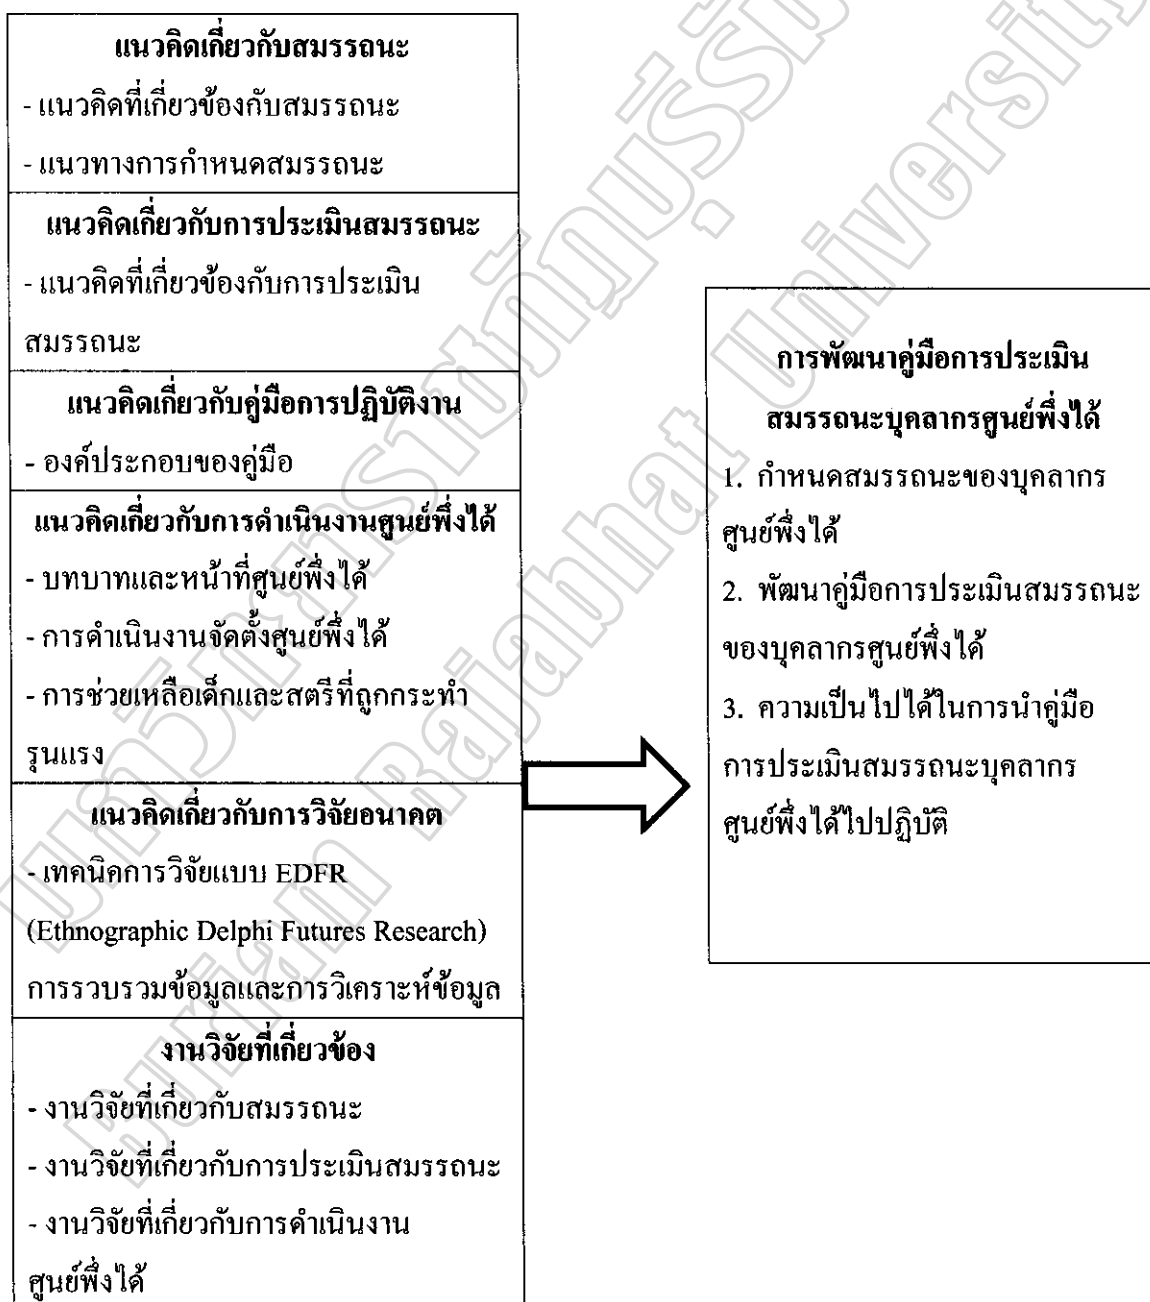 แนวคิดเกี่ยวกับสมรรถนะ
- แนวคิดที่เกี่ยวข้องกับสมรรถนะ
- แนวทางการกำหนดสมรรถนะ
แนวคิดเกี่ยวกับการประเมินสมรรถนะ
- แนวคิดที่เกี่ยวข้องกับการประเมิน
สมรรถนะ
แนวคิดเกี่ยวกับคู่มือการปฏิบัติงาน
- องค์ประกอบของคู่มือ
แนวคิดเกี่ยวกับการดำเนินงานศูนย์พึ่งได้
- บทบาทและหน้าที่ศูนย์พึ่งได้
- การดำเนินงานจัดตั้งศูนย์พึ่งได้
- การช่วยเหลือเด็กและสตรีที่ถูกกระทำ
รุนแรง
แนวคิดเกี่ยวกับการวิจัยอนาคต
- เทคนิคการวิจัยแบบ EDFR
(Ethnographic Delphi Futures Research)
การรวบรวมข้อมูลและการวิเคราะห์ข้อมูล
งานวิจัยที่เกี่ยวข้อง
- งานวิจัยที่เกี่ยวกับสมรรถนะ
- งานวิจัยที่เกี่ยวกับการประเมินสมรรถนะ
- งานวิจัยที่เกี่ยวกับการดำเนินงาน
ศูนย์พึ่งได้
การพัฒนาคู่มือการประเมิน
สมรรถนะบุคลากรศูนย์พึ่งได้
1. กำหนดสมรรถนะของบุคลากร
ศูนย์พึ่งได้
2. พัฒนาคู่มือการประเมินสมรรถนะ
ของบุคลากรศูนย์พึ่งได้
3. ความเป็นไปได้ในการนำคู่มือ
การประเมินสมรรถนะบุคลากร
ศูนย์พึ่งได้ไปปฏิบัติ
Buriram Rajabhat University